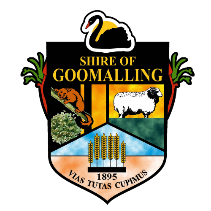 SHIRE OF
GOOMALLING
1895
VIAS TUTAS CUPIMUS